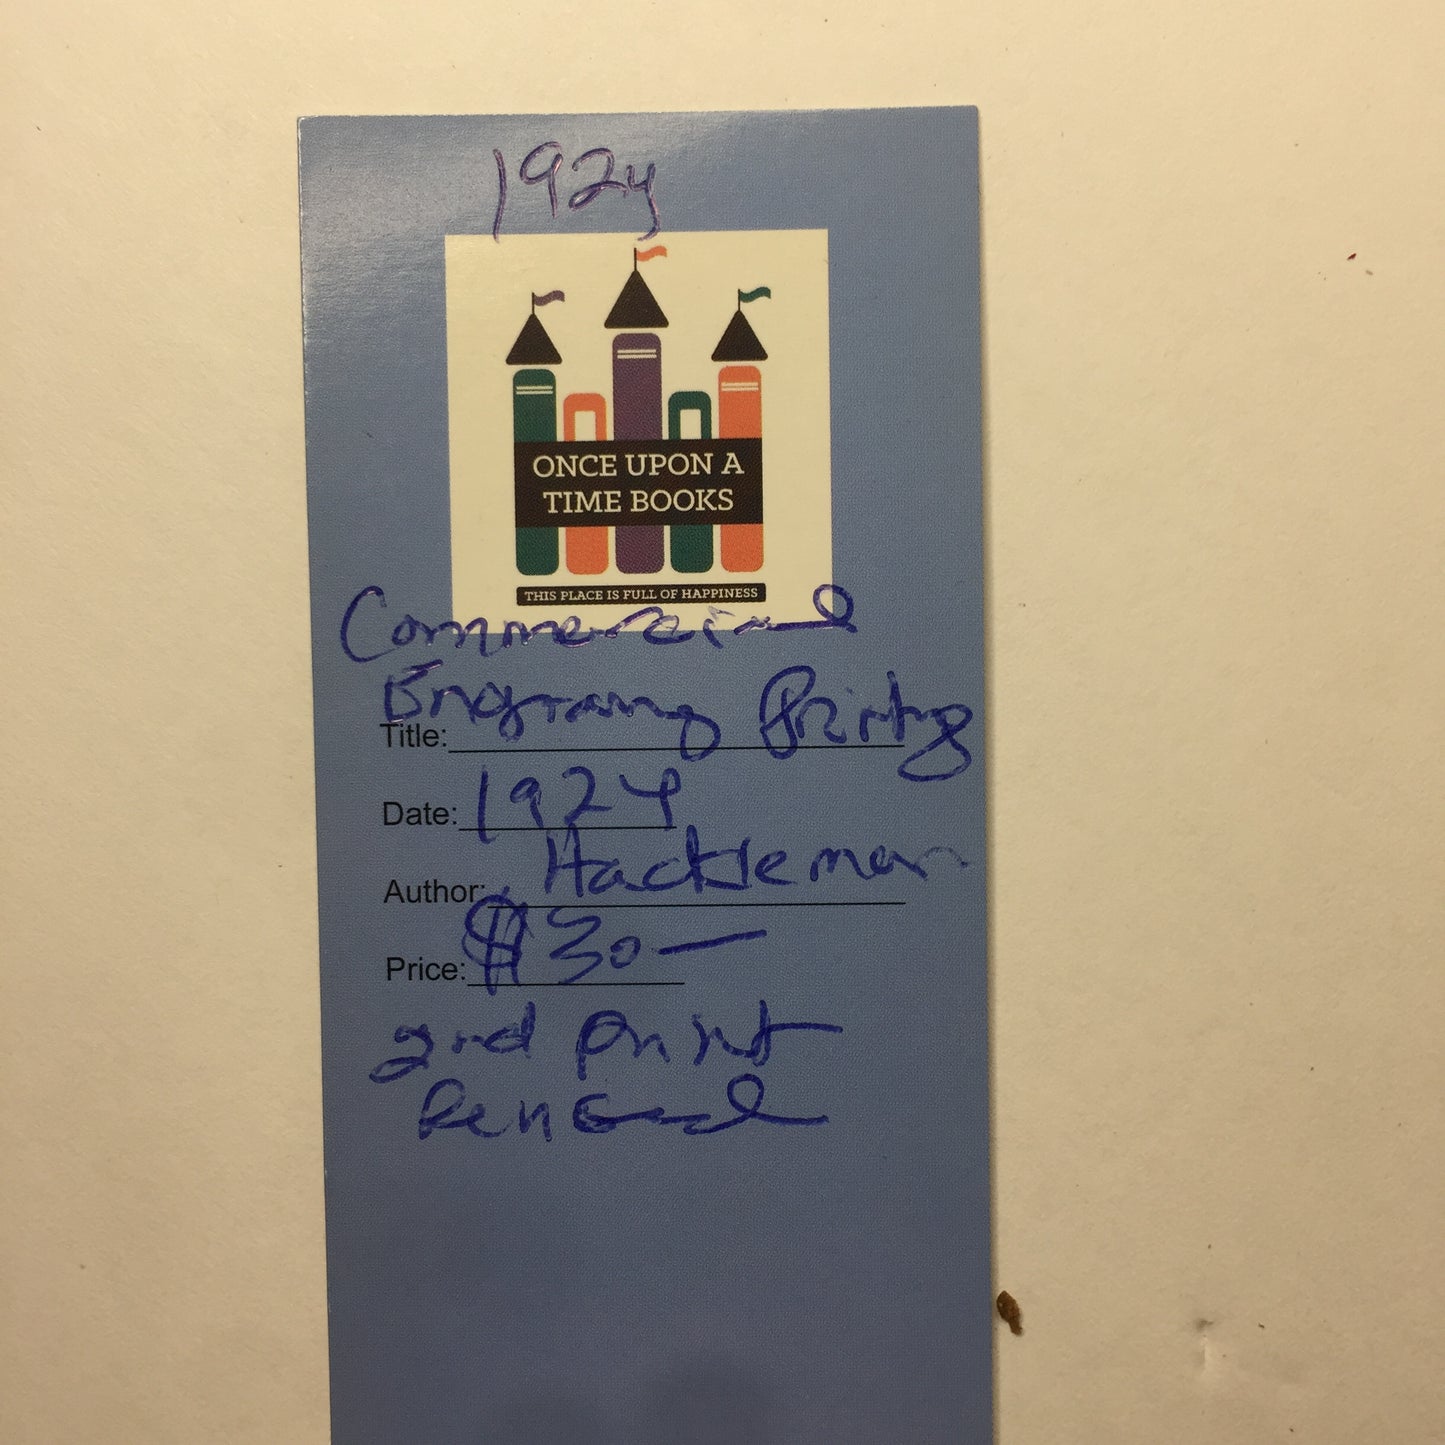 1924
ONCE UPON A
TIME BOOKS
THIS PLACE IS FULL OF HAPPINESS
Commercial
Engraving Printing
Title:
Date: 1924
Author: Hackleman
Price: $30—
2nd Print